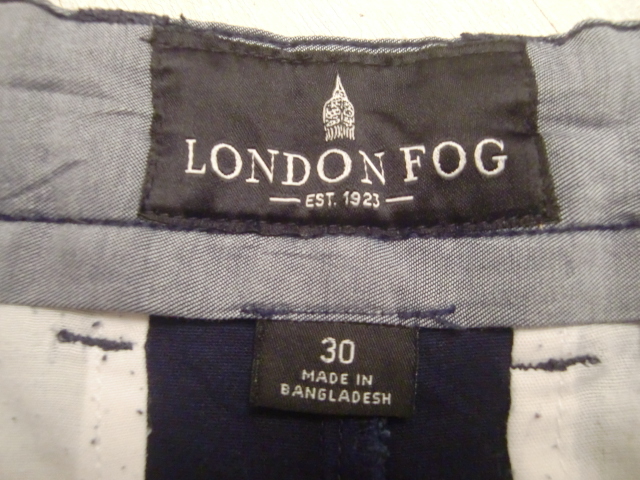 LONDON FOG
EST. 1923
30
MADE IN
BANGLADESH